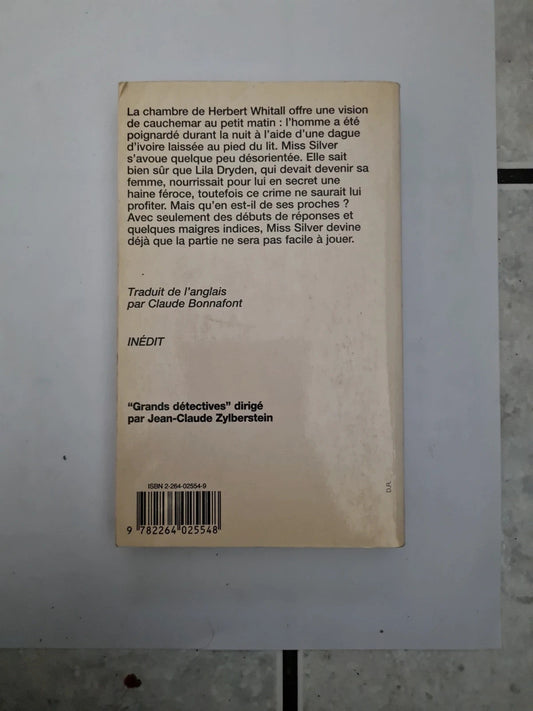 La chambre de Herbert Whitall offre une vision
de cauchemar au petit matin : l'homme a été
poignardé durant la nuit à l'aide d'une dague
d'ivoire laissée au pied du lit. Miss Silver
s'avoue quelque peu désorientée. Elle sait
bien sûr que Lila Dryden, qui devait devenir sa
femme, nourrissait pour lui en secret une
haine féroce, toutefois ce crime ne saurait lui
profiter. Mais qu'en est-il de ses proches ?
Avec seulement des débuts de réponses et
quelques maigres indices, Miss Silver devine
déjà que la partie ne sera pas facile à jouer.
Traduit de l'anglais
par Claude Bonnafont
INÉDIT
"Grands détectives" dirigé
par Jean-Claude Zylberstein
ISBN 2-264-02554-9
9 782264 025548
D.R.